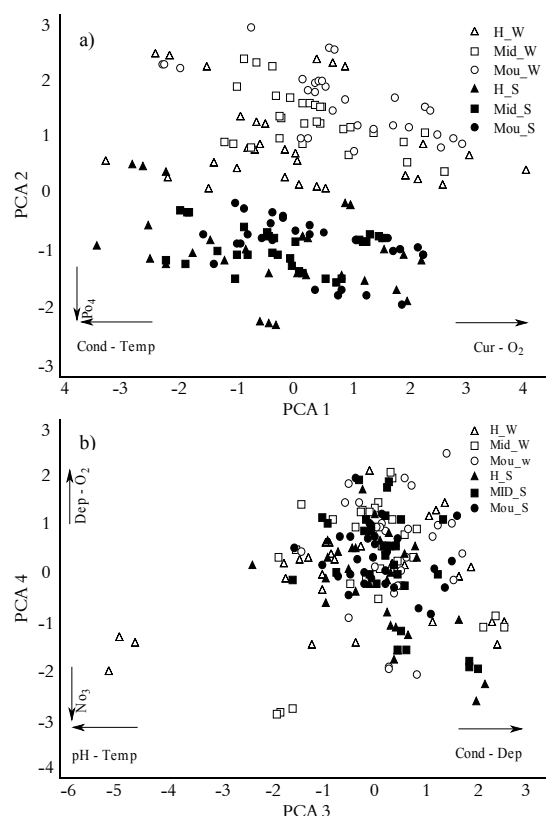 a)
H_W
Mid_W
Mou_W
H_S
Mid_S
Mou_S
3
2
1
0
-1
-2
-3
PCA 2
Po4
Cond - Temp
Cur - O2
4 -3 -2 -1 0 1 2 3 4
PCA 1
b)
H_W
Mid_W
Mou_w
H_S
MID_S
Mou_S
3
2
1
0
-1
-2
-3
-4
PCA 4
Dep - O2
No3
pH - Temp
Cond - Dep
-6 -5 -4 -3 -2 -1 0 1 2 3
PCA 3